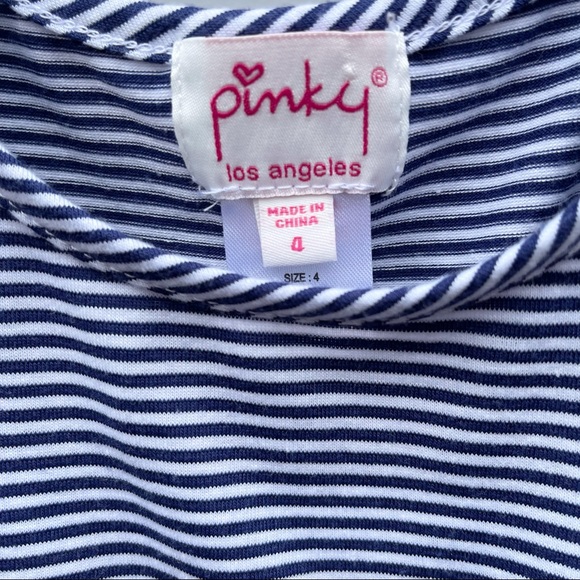 pinky®
los angeles
MADE IN
CHINA
4
SIZE : 4